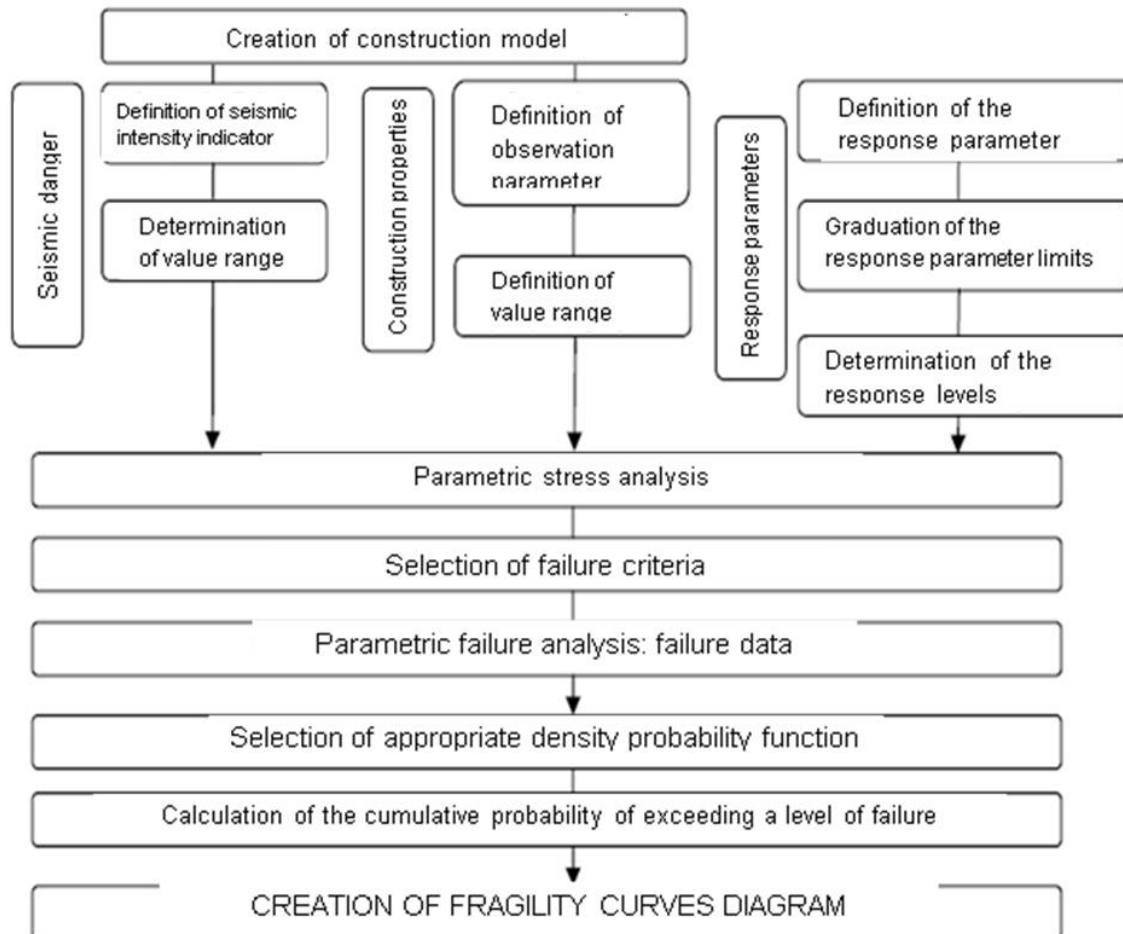 Creation of construction model
Seismic danger
Definition of seismic
intensity indicator
Determination
of value range
Construction properties
Definition of
observation
parameter
Definition of
value range
Response parameters
Definition of the
response parameter
Graduation of the
response parameter limits
Determination of the
response levels
Parametric stress analysis
Selection of failure criteria
Parametric failure analysis: failure data
Selection of appropriate density probability function
Calculation of the cumulative probability of exceeding a level of failure
CREATION OF FRAGILITY CURVES DIAGRAM